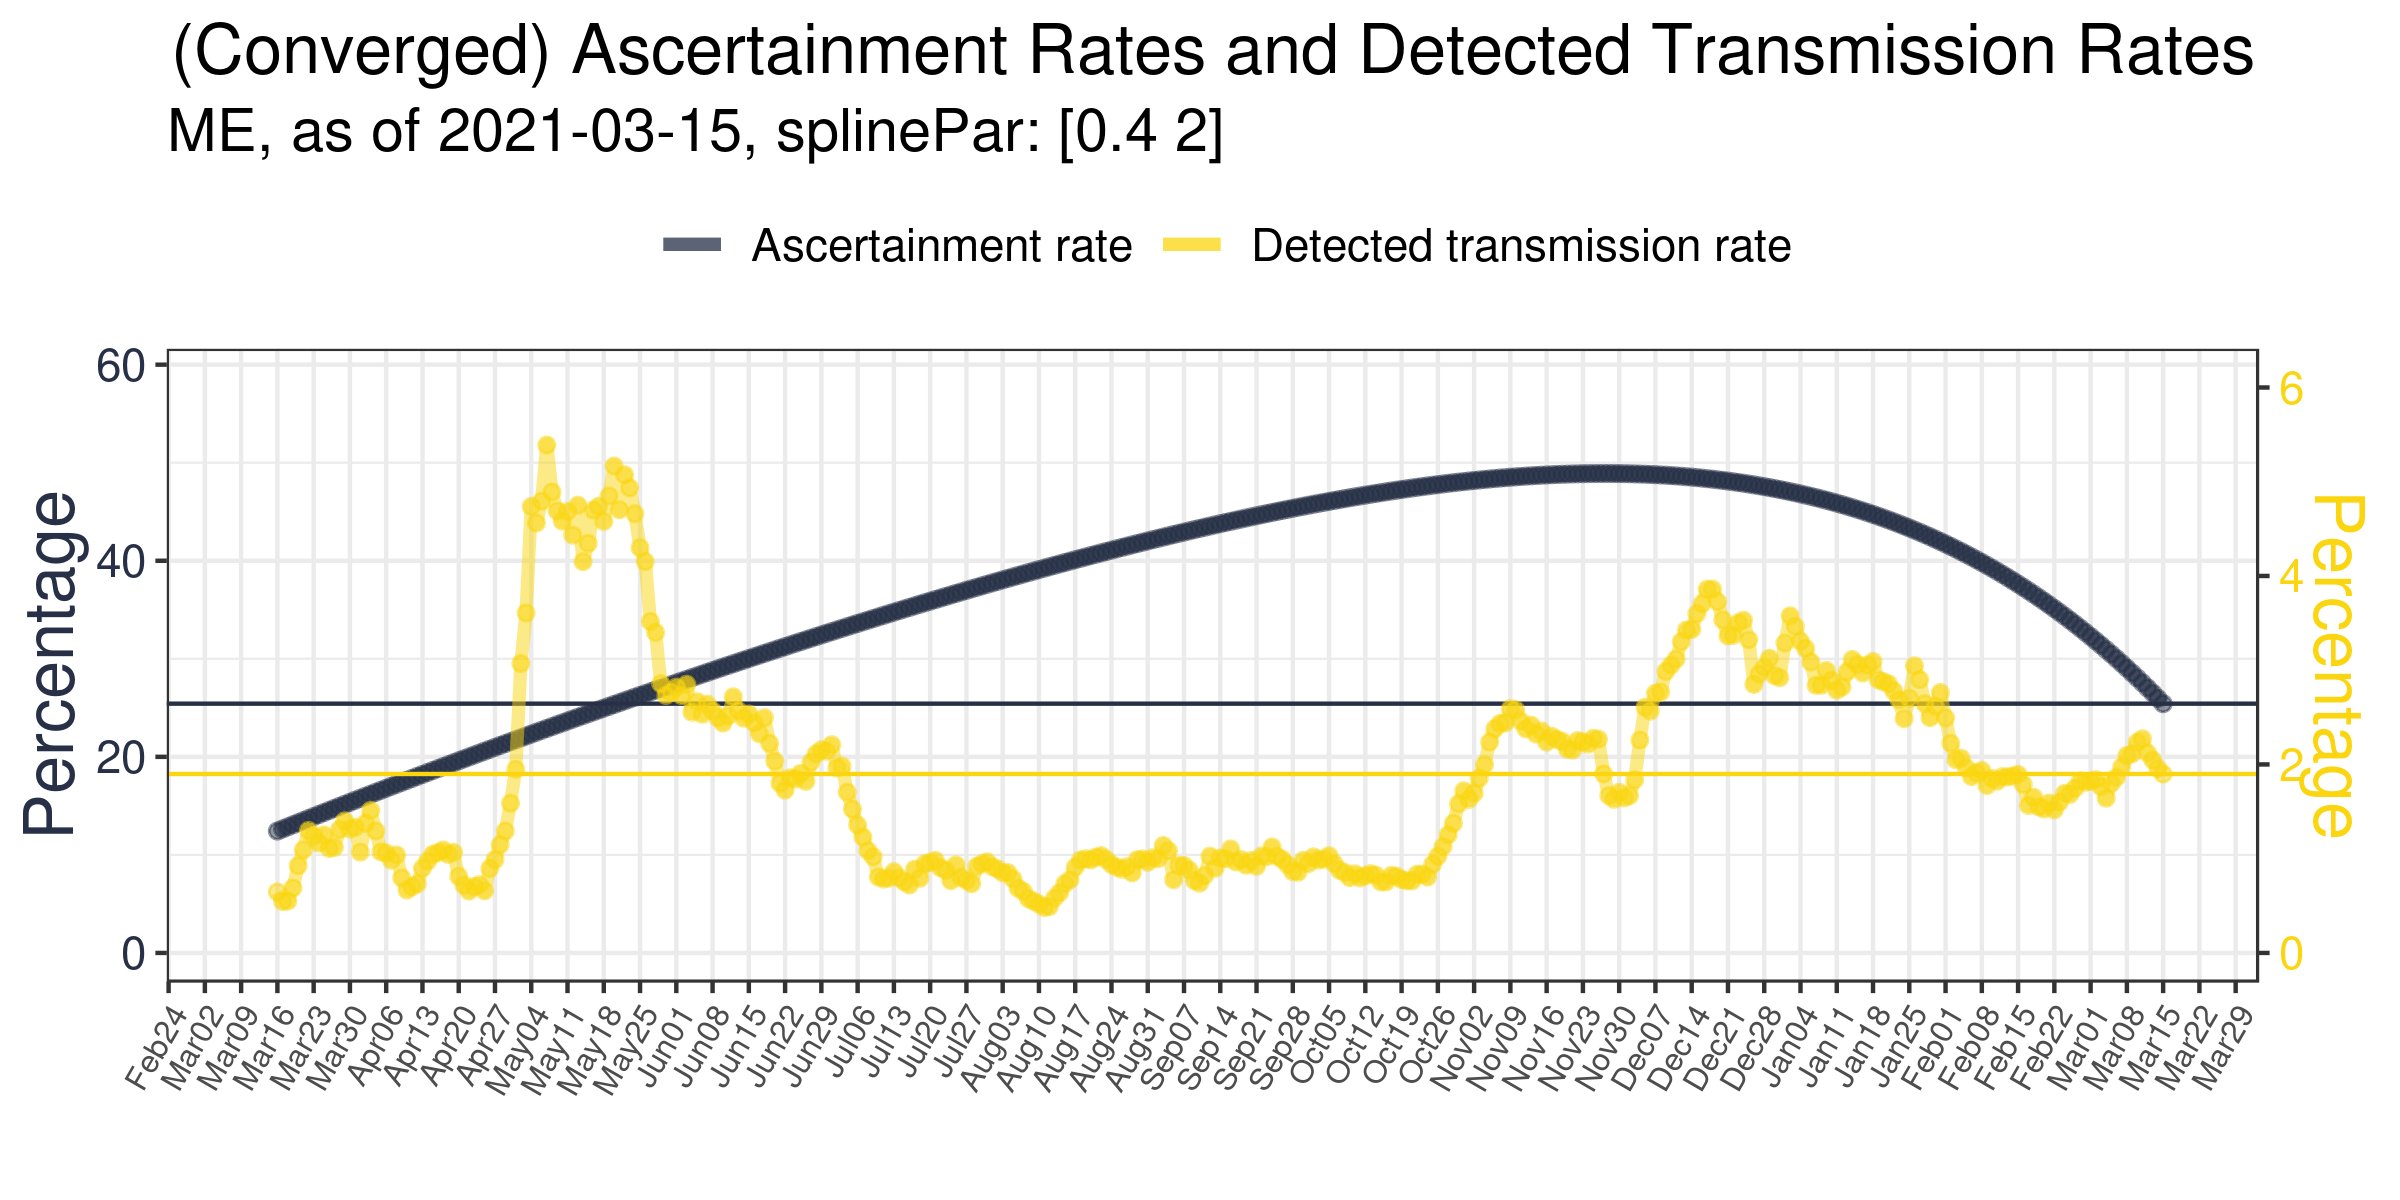 (Converged) Ascertainment Rates and Detected Transmission Rates
ME, as of 2021-03-15, splinePar: [0.4 2]
Ascertainment rate
Detected transmission rate
Percentage
60
40
20
0
6
4
2
0
Percentage
Feb24
Mar02
Mar09
Mar16
Mar23
Mar30
Apr06
Apr13
Apr20
Apr27
May04
May11
May18
May25
Jun01
Jun08
Jun15
Jun22
Jun29
Jul06
Jul13
Jul20
Jul27
Aug03
Aug10
Aug17
Aug24
Aug31
Sep07
Sep14
Sep21
Sep28
Oct05
Oct12
Oct19
Oct26
Nov02
Nov09
Nov16
Nov23
Nov30
Dec07
Dec14
Dec21
Dec28
Jan04
Jan11
Jan18
Jan25
Feb01
Feb08
Feb15
Feb22
Mar01
Mar08
Mar15
Mar22
Mar29